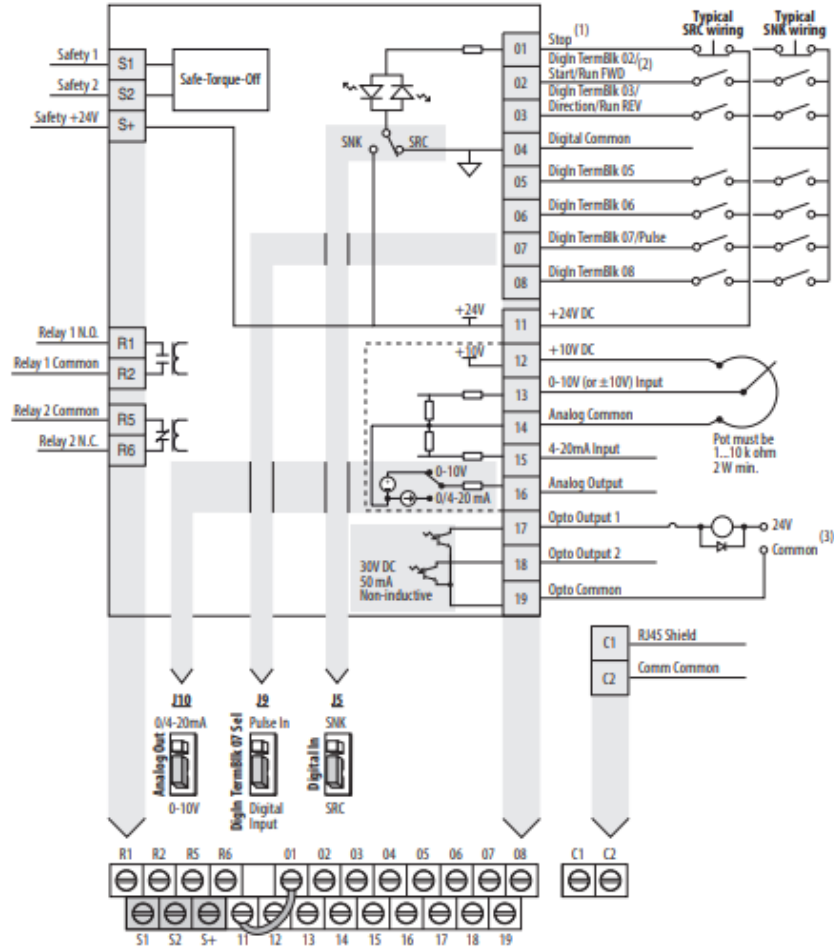 Typical
SRC wiring
Typical
SNK wiring
Safety 1
S1
Safety 2
S2
Safety +24V
S+
Safe-Torque-Off
SNK
SRC
01
Stop (1)
02
DigIn TermBlk 02/ (2)
Start/Run FWD
03
DigIn TermBlk 03/
Direction/Run REV
04
Digital Common
05
DigIn TermBlk 05
06
DigIn TermBlk 06
07
DigIn TermBlk 07/Pulse
08
DigIn TermBlk 08
+24V
11
+24V DC
+10V
12
+10V DC
13
0-10V (or ±10V) Input
14
Analog Common
15
4-20mA Input
16
Analog Output
17
Opto Output 1
18
Opto Output 2
19
Opto Common
Pot must be
1...10 k ohm
2 W min.
24V
Common (3)
Relay 1 N.O.
R1
Relay 1 Common
R2
Relay 2 Common
R5
Relay 2 N.C.
R6
0-10V
0/4-20 mA
30V DC
50 mA
Non-inductive
C1
RJ45 Shield
C2
Comm Common
J10
0/4-20mA
Analog Out
0-10V
J9
Pulse In
DigIn TermBlk 07 Sel
Digital
Input
J5
SNK
Digital In
SRC
R1 R2 R5 R6 01 02 03 04 05 06 07 08 C1 C2
S1 S2 S+ 11 12 13 14 15 16 17 18 19